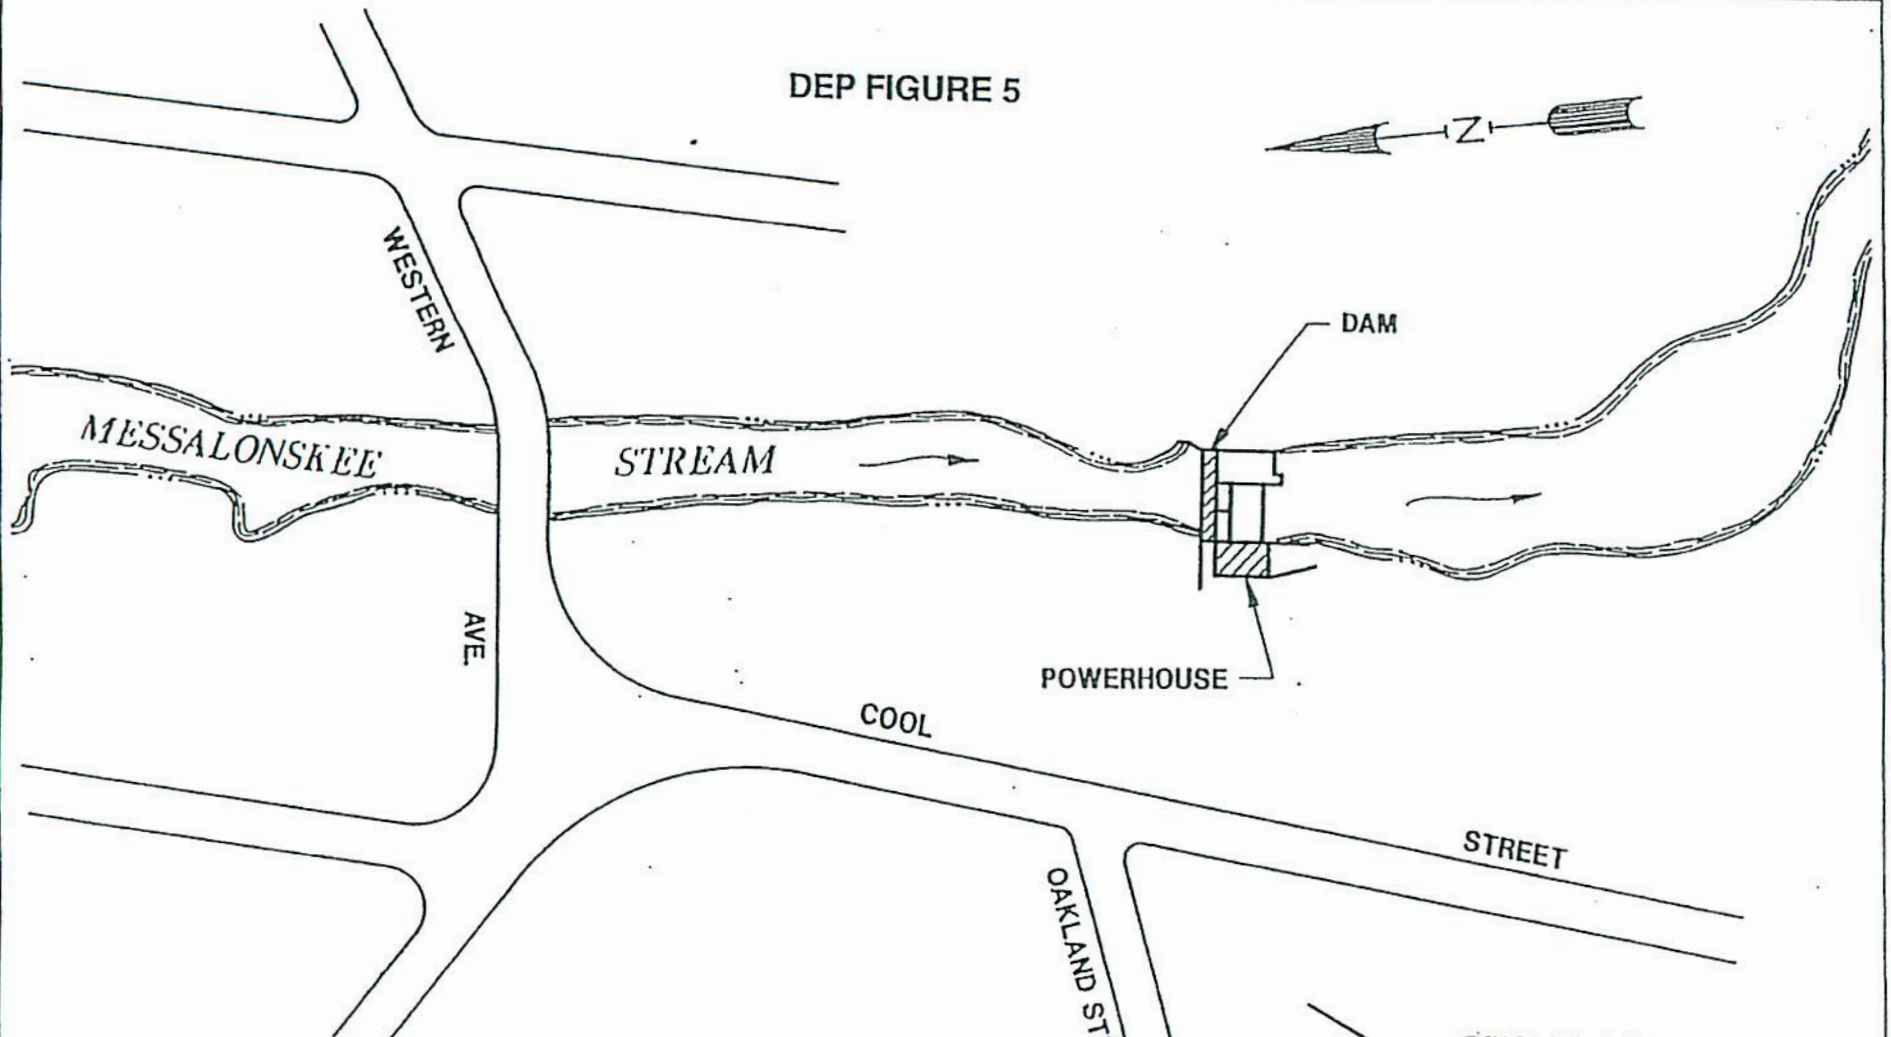 DEP FIGURE 5
N
WESTERN
DAM
MESSALONSKEE
STREAM
AVE.
POWERHOUSE
COOL
STREET
OAKLAND ST